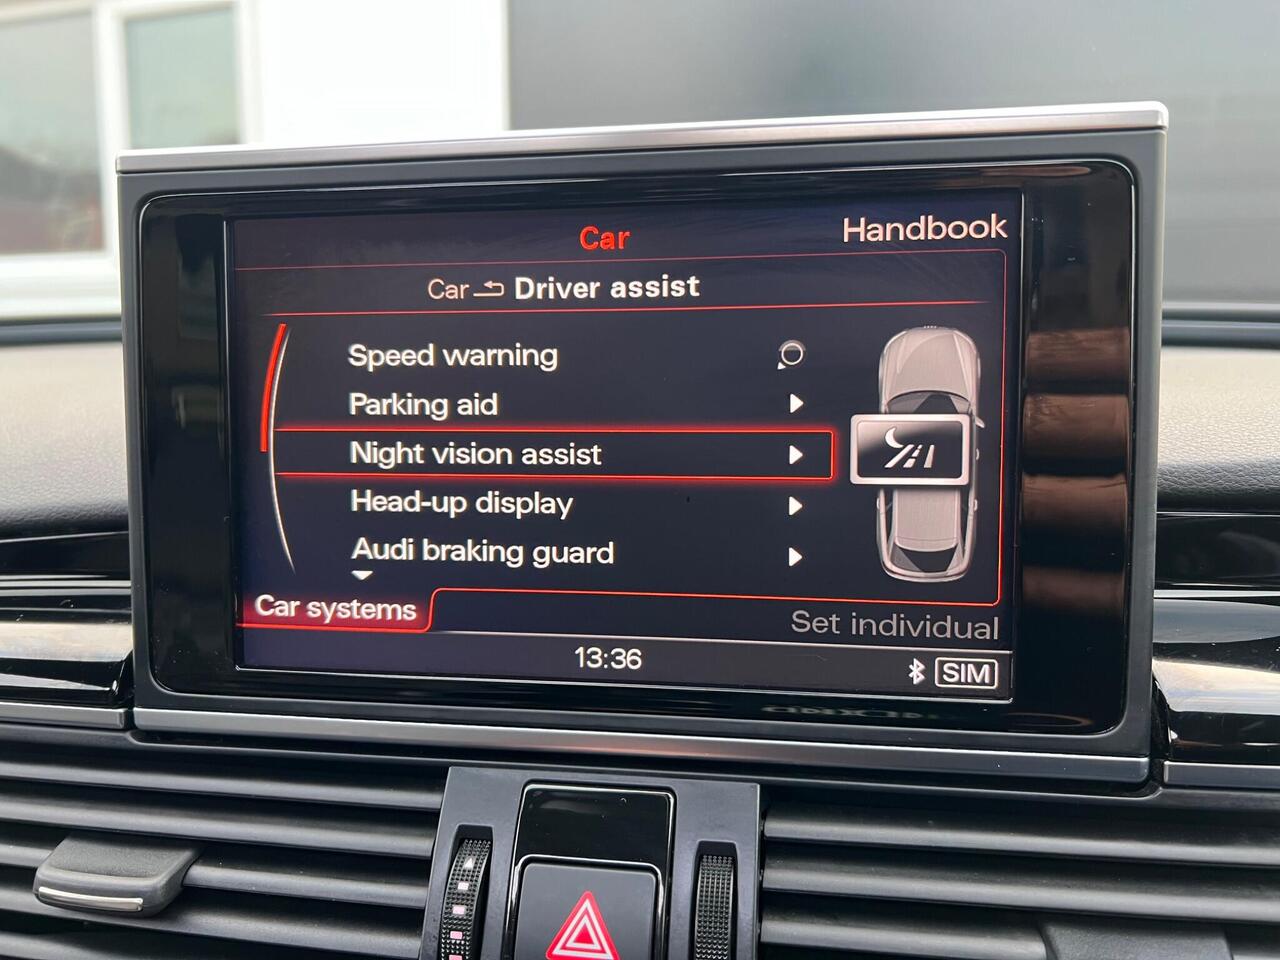 Car
Handbook
Car Driver assist
Speed warning
Parking aid
Night vision assist
Head-up display
Audi braking guard
Car systems
Set individual
13:36
SIM